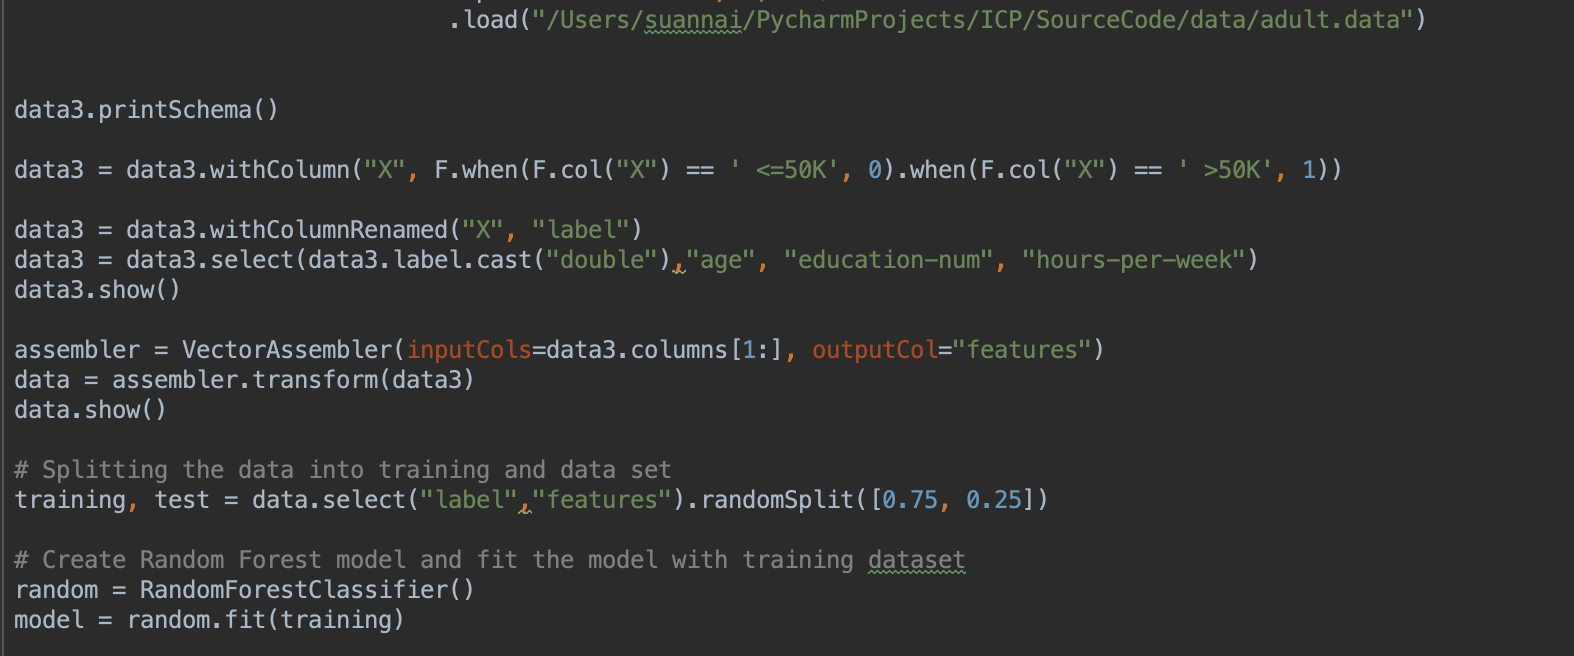 .load("/Users/suannai/PycharmProjects/ICP/SourceCode/data/adult.data")
data3.printSchema()
data3 = data3.withColumn("X", F.when(F.col("X") == ' <=50K', 0).when(F.col("X") == ' >50K', 1))
data3 = data3.withColumnRenamed("X", "label")
data3 = data3.select(data3.label.cast("double"),"age", "education-num", "hours-per-week")
data3.show()
assembler = VectorAssembler(inputCols=data3.columns[1:], outputCol="features")
data = assembler.transform(data3)
data.show()
# Splitting the data into training and data set
training, test = data.select("label","features").randomSplit([0.75, 0.25])
# Create Random Forest model and fit the model with training dataset
random = RandomForestClassifier()
model = random.fit(training)